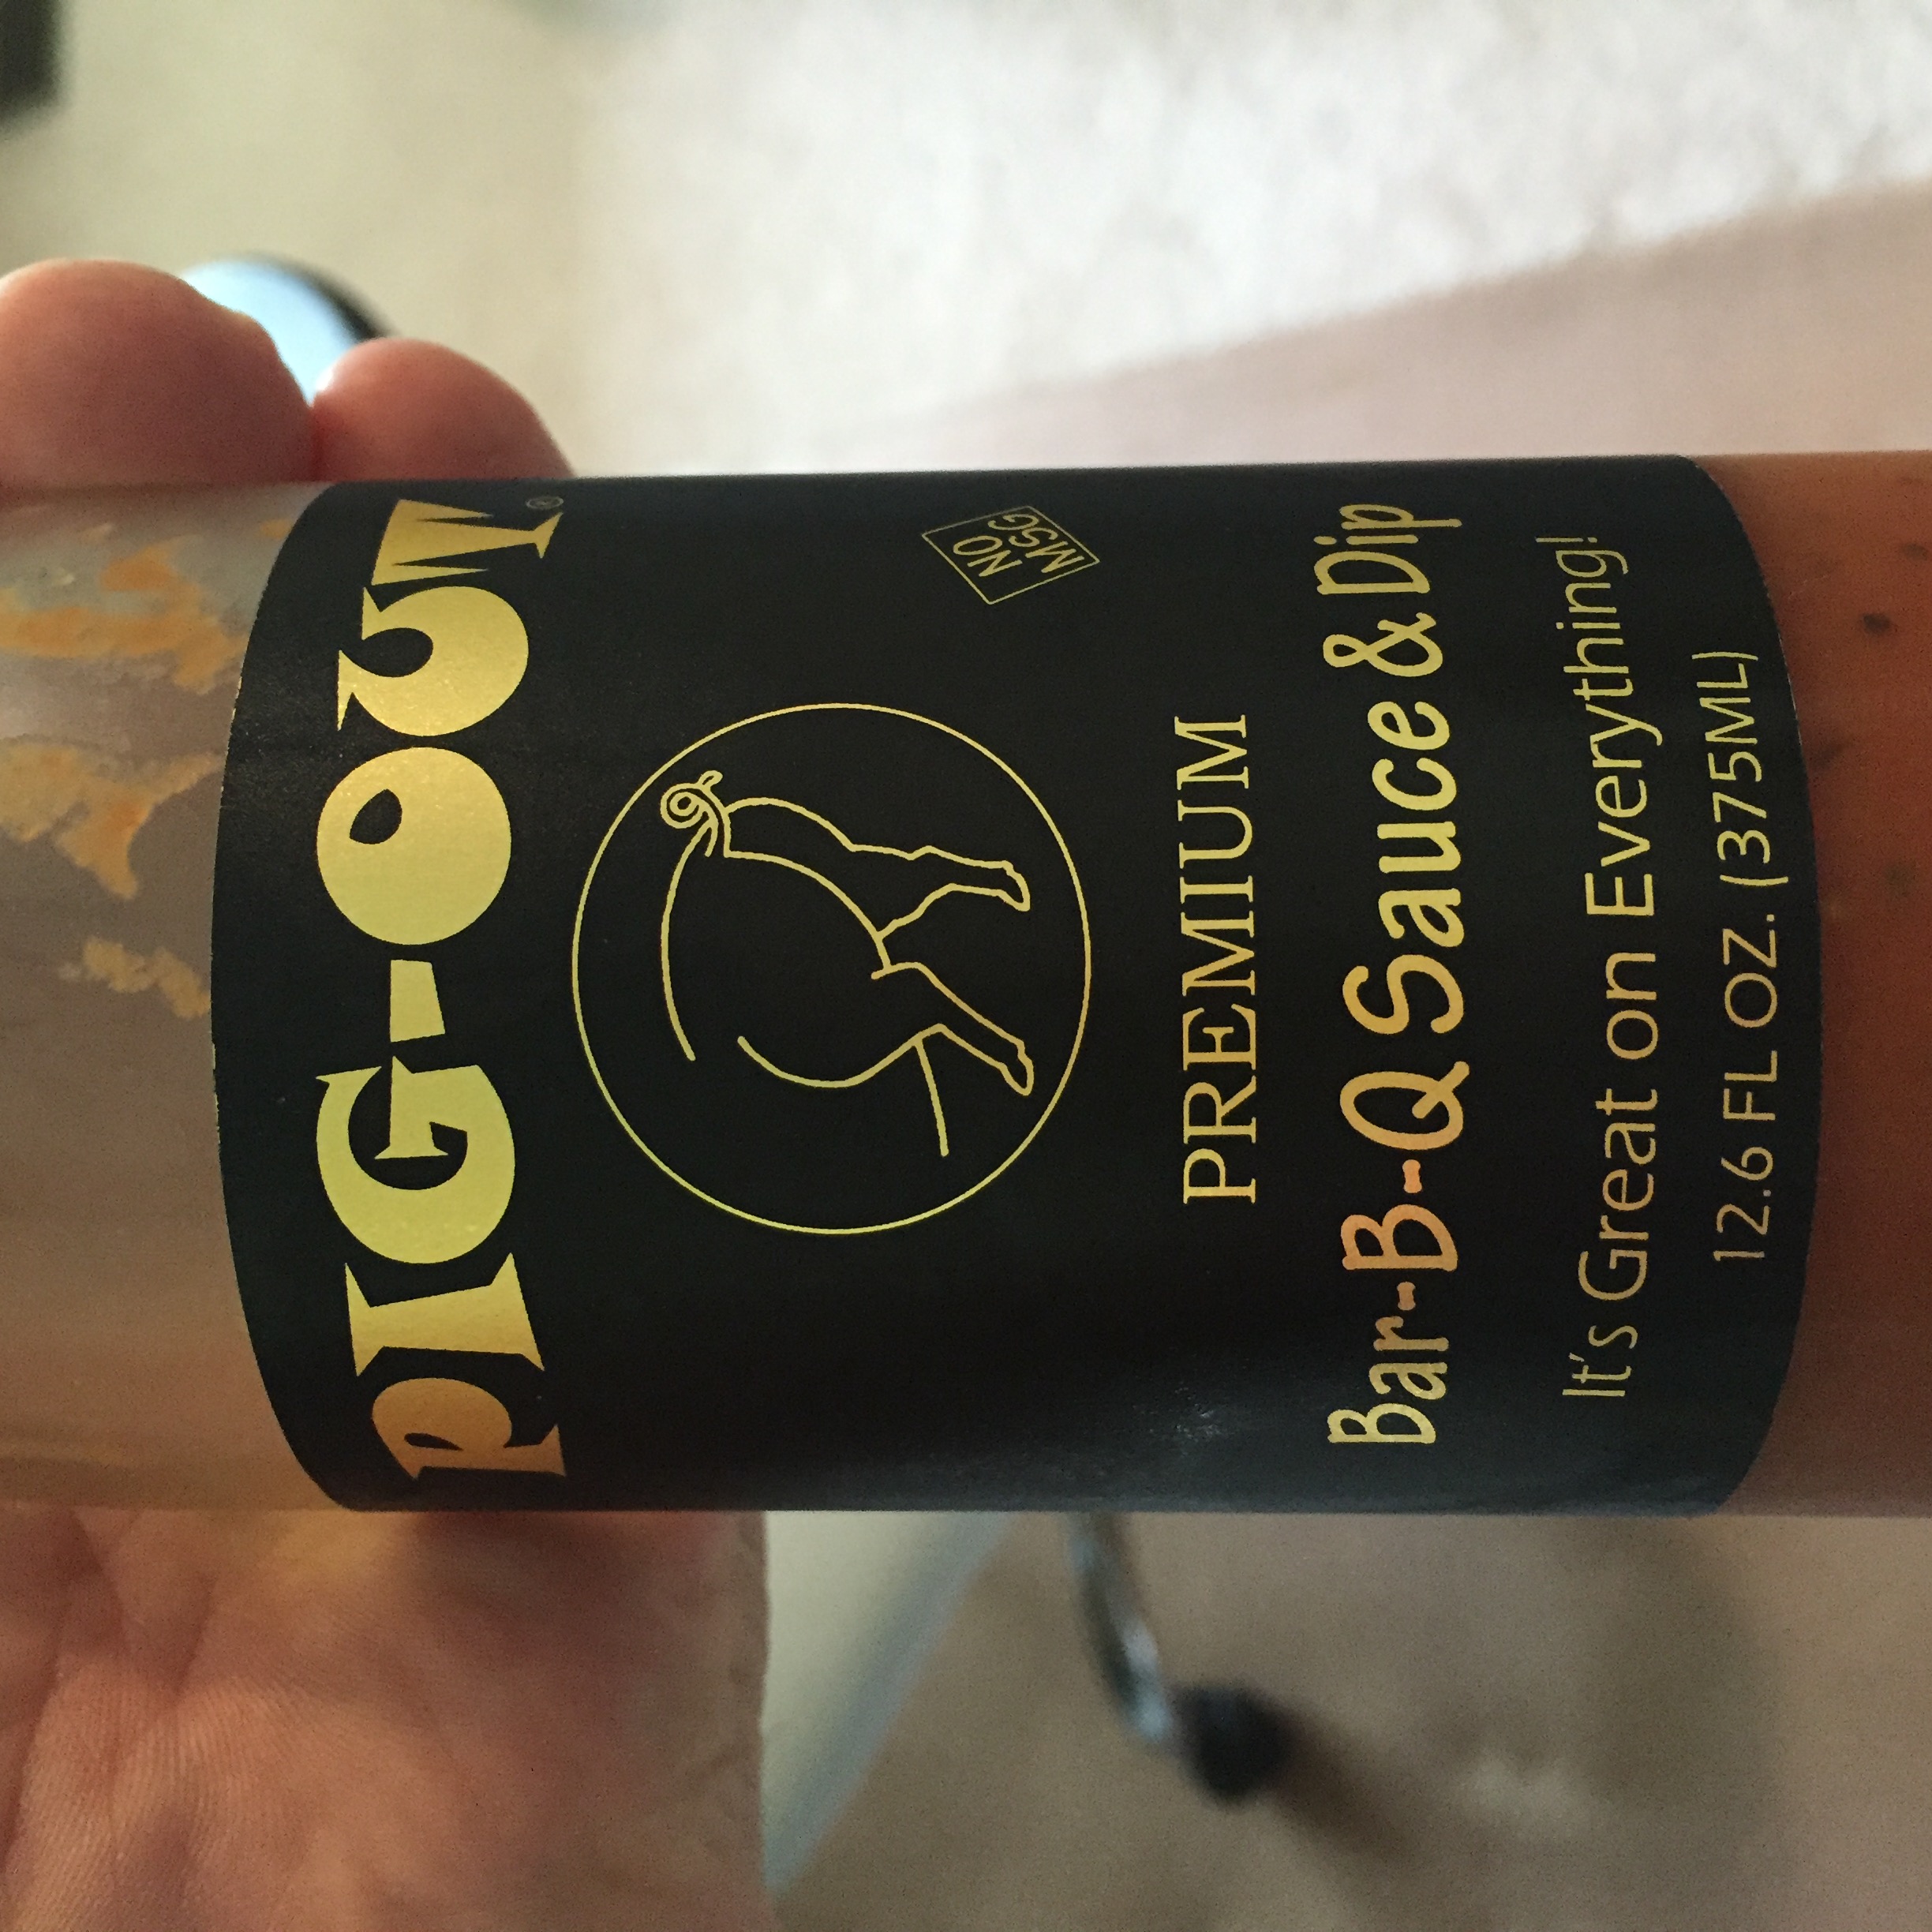 PIG-OUT®
NO
MSG
PREMIUM
Bar-B-Q Sauce & Dip
It's Great on Everything!
12.6 FL OZ. (375ML)